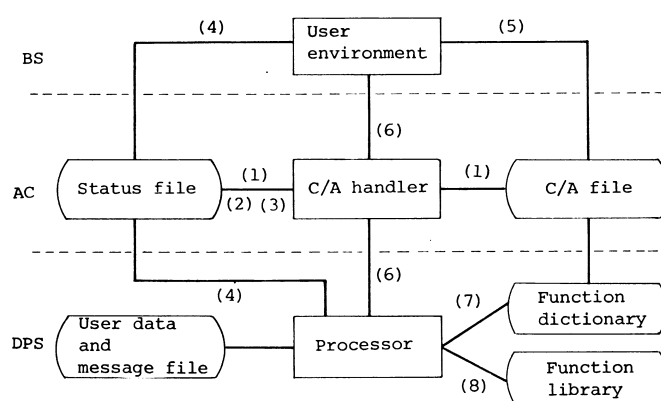 (4)
User
environment
(5)
BS
(6)
AC
Status file
(1)
(2) (3)
C/A handler
(1)
C/A file
(4)
(6)
(7)
Function
dictionary
DPS
User data
and
message file
Processor
(8)
Function
library